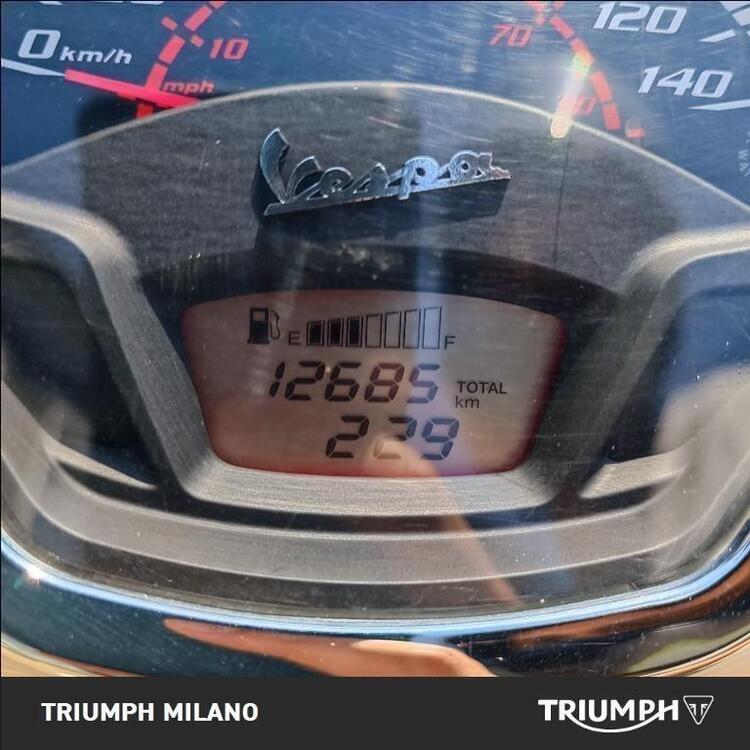 0 km/h 10 70 120
mph 140
Vespa
E F
12685 TOTAL
km
229
TRIUMPH MILANO TRIUMPH